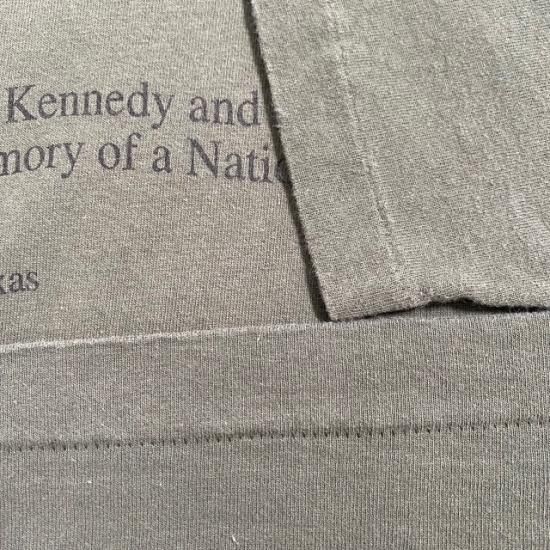 Kennedy and
mory of a Natio
xas